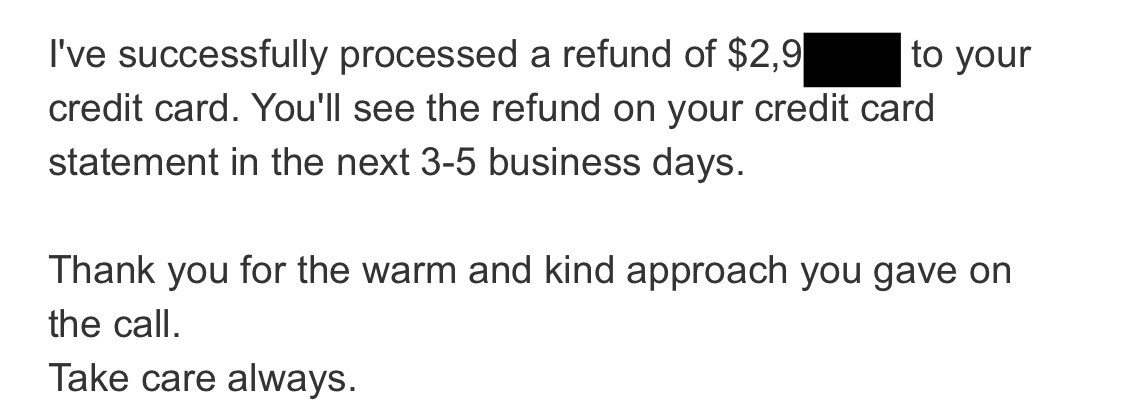 I've successfully processed a refund of $2,9 to your
credit card. You'll see the refund on your credit card
statement in the next 3-5 business days.
Thank you for the warm and kind approach you gave on
the call.
Take care always.